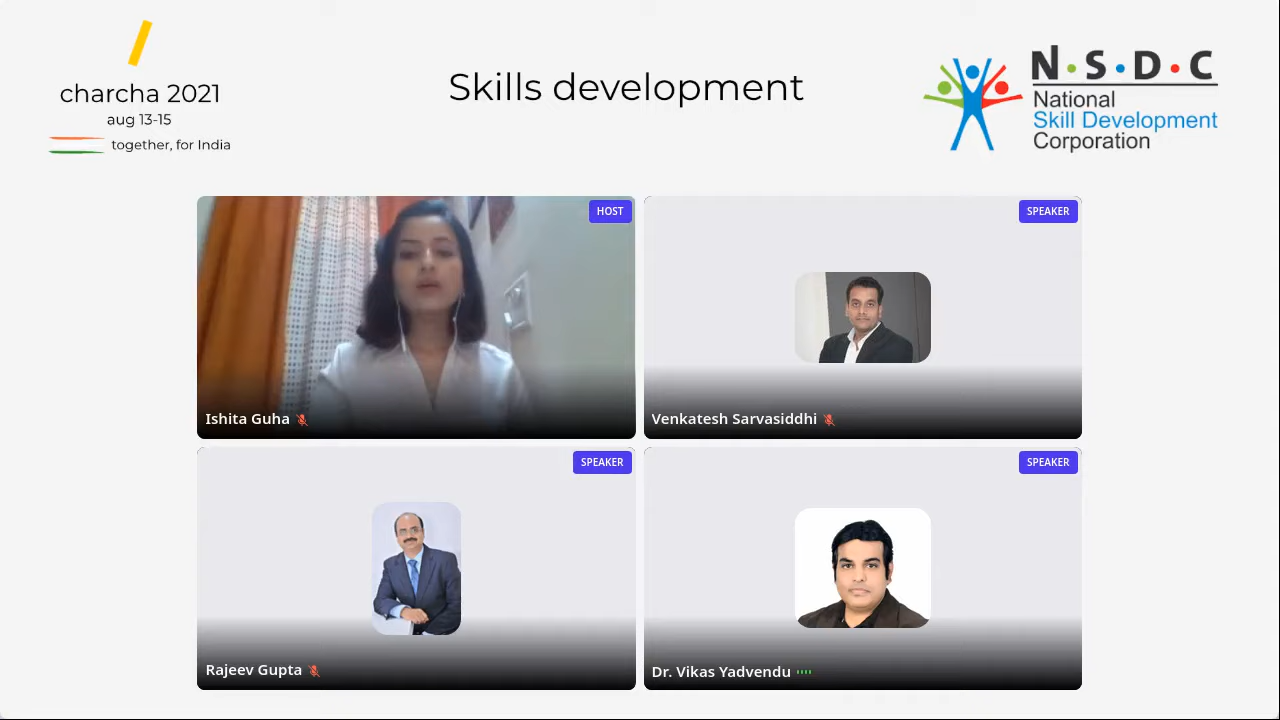 charcha 2021
aug 13-15
together, for India
Skills development
N·S·D·C
National
Skill Development
Corporation
HOST
Ishita Guha
SPEAKER
Venkatesh Sarvasiddhi
SPEAKER
Rajeev Gupta
SPEAKER
Dr. Vikas Yadvendu